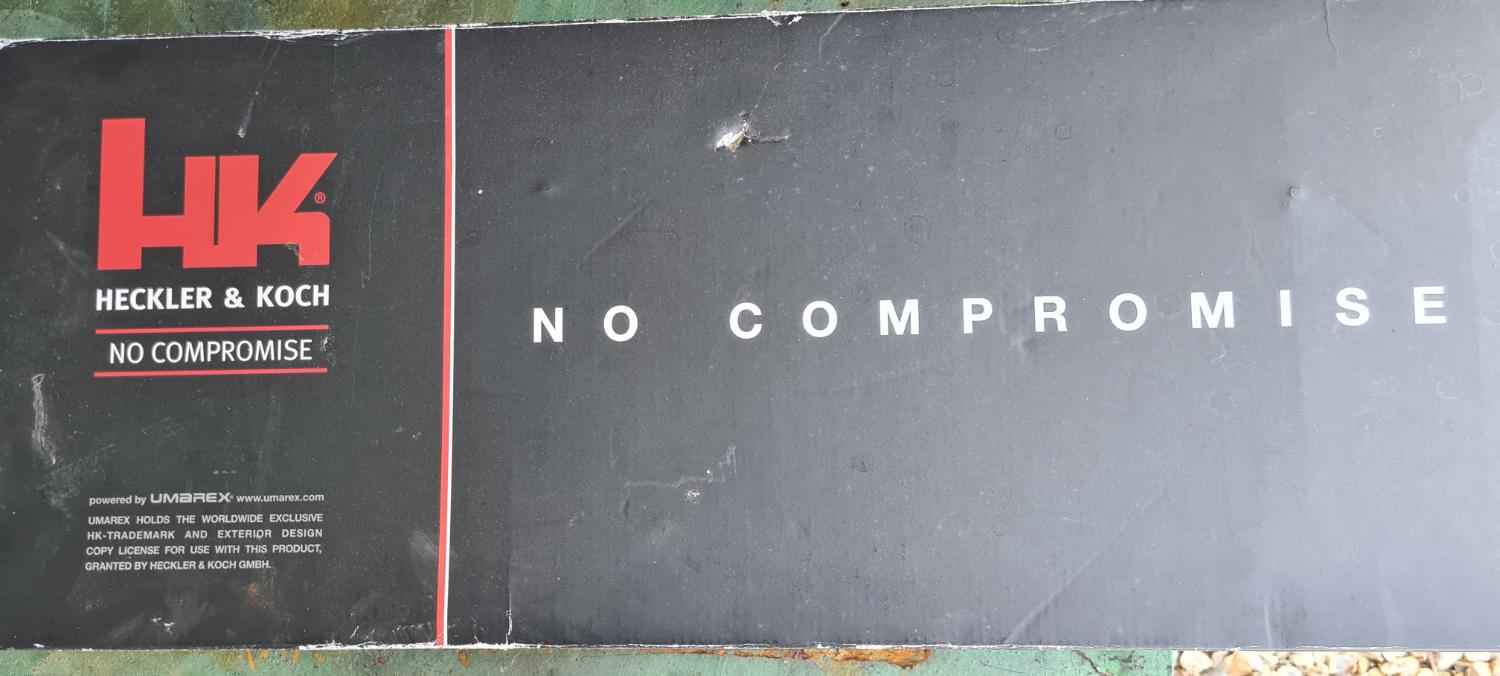 HK®
HECKLER & KOCH
NO COMPROMISE
powered by UMAREX® www.umarex.com
UMAREX HOLDS THE WORLDWIDE EXCLUSIVE
HK-TRADEMARK AND EXTERIOR DESIGN
COPY LICENSE FOR USE WITH THIS PRODUCT,
GRANTED BY HECKLER & KOCH GMBH.
NO COMPROMISE